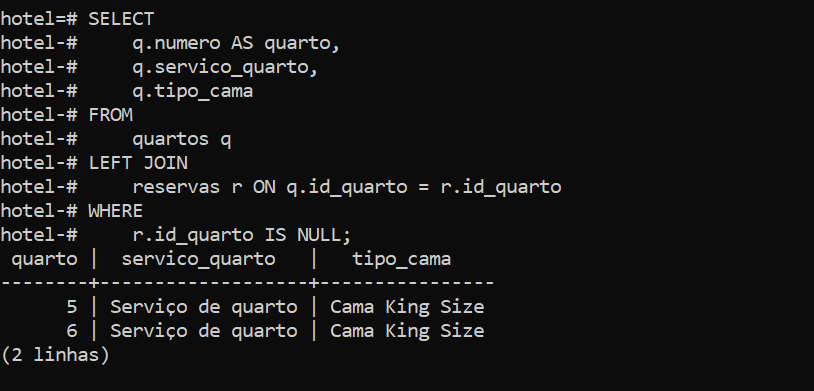 hotel=# SELECT
hotel-#     q.numero AS quarto,
hotel-#     q.servico_quarto,
hotel-#     q.tipo_cama
hotel-# FROM
hotel-#     quartos q
hotel-# LEFT JOIN
hotel-#     reservas r ON q.id_quarto = r.id_quarto
hotel-# WHERE
hotel-#     r.id_quarto IS NULL;
 quarto |  servico_quarto   |   tipo_cama
--------+-------------------+----------------
      5 | Serviço de quarto | Cama King Size
      6 | Serviço de quarto | Cama King Size
(2 linhas)